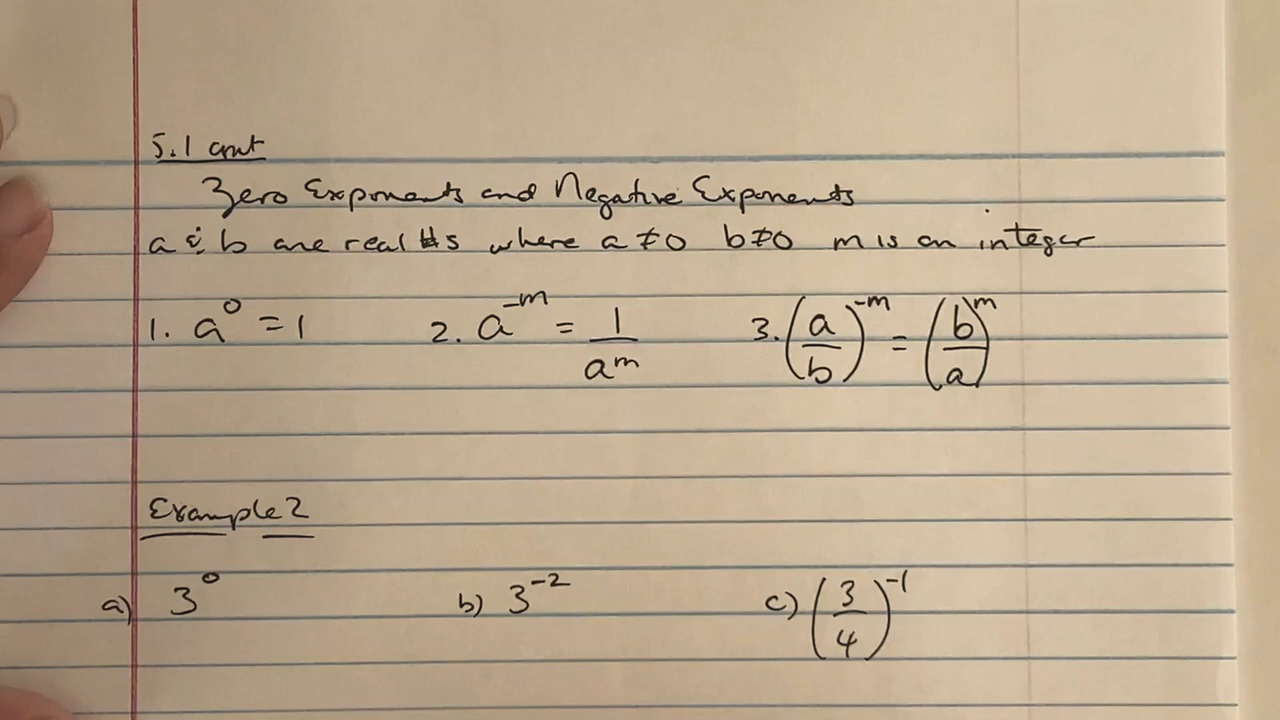 5.1 cont
Zero Exponents and Negative Exponents
a & b are real #s where a ≠ 0 b ≠ 0 m is an integer
1. a⁰ = 1 2. a⁻ᵐ = 1/aᵐ 3. (a/b)⁻ᵐ = (b/a)ᵐ
Example 2
a) 3⁰ b) 3⁻² c) (3/4)⁻¹